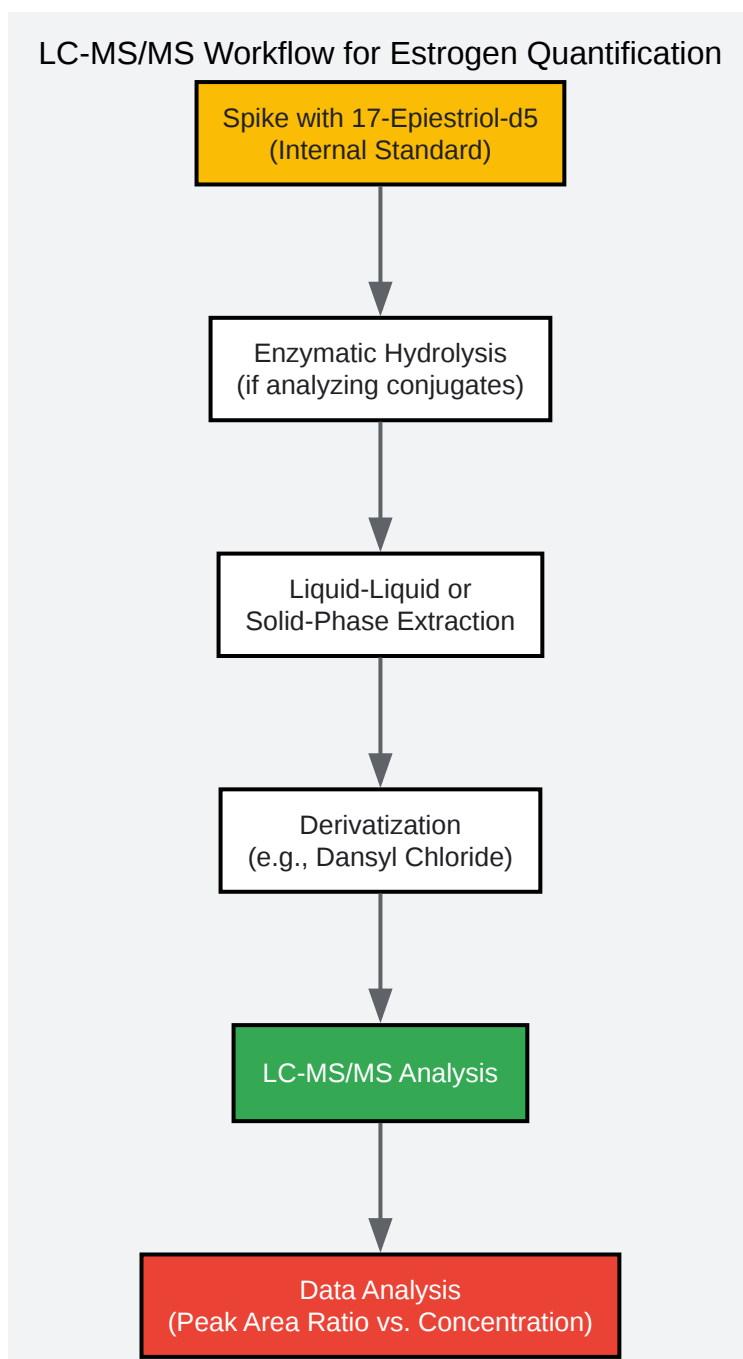 LC-MS/MS Workflow for Estrogen Quantification
Spike with 17-Epiestriol-d5
(Internal Standard)
Enzymatic Hydrolysis
(if analyzing conjugates)
Liquid-Liquid or
Solid-Phase Extraction
Derivatization
(e.g., Dansyl Chloride)
LC-MS/MS Analysis
Data Analysis
(Peak Area Ratio vs. Concentration)